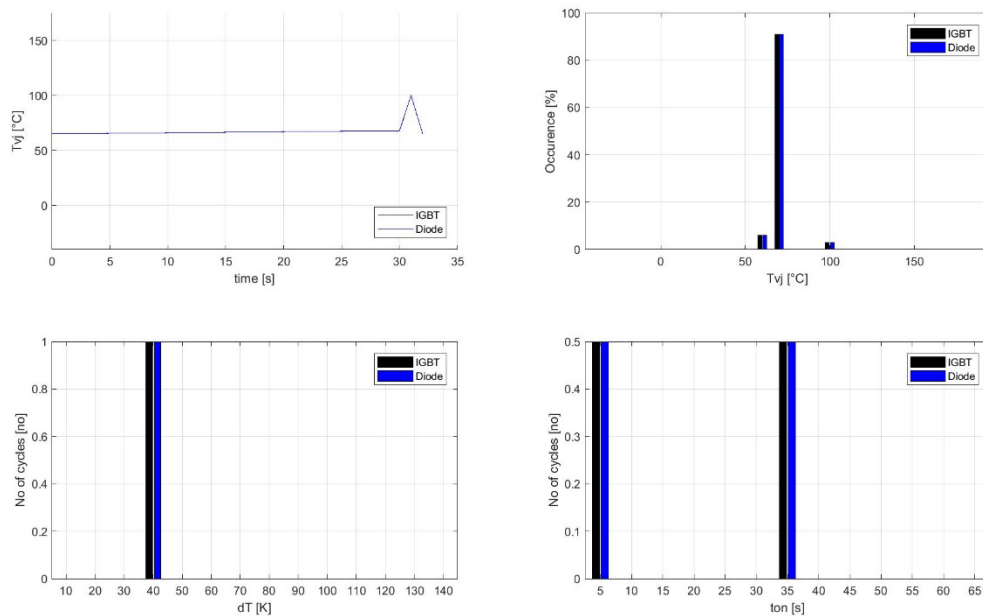 150
100
50
0
Tvj [°C]
IGBT
Diode
0 5 10 15 20 25 30 35
time [s]
100
80
60
40
20
0
Occurence [%]
IGBT
Diode
0 50 100 150
Tvj [°C]
1
0.8
0.6
0.4
0.2
0
No of cycles [no]
IGBT
Diode
10 20 30 40 50 60 70 80 90 100 110 120 130 140
dT [K]
0.5
0.4
0.3
0.2
0.1
0
No of cycles [no]
IGBT
Diode
5 10 15 20 25 30 35 40 45 50 55 60 65
ton [s]